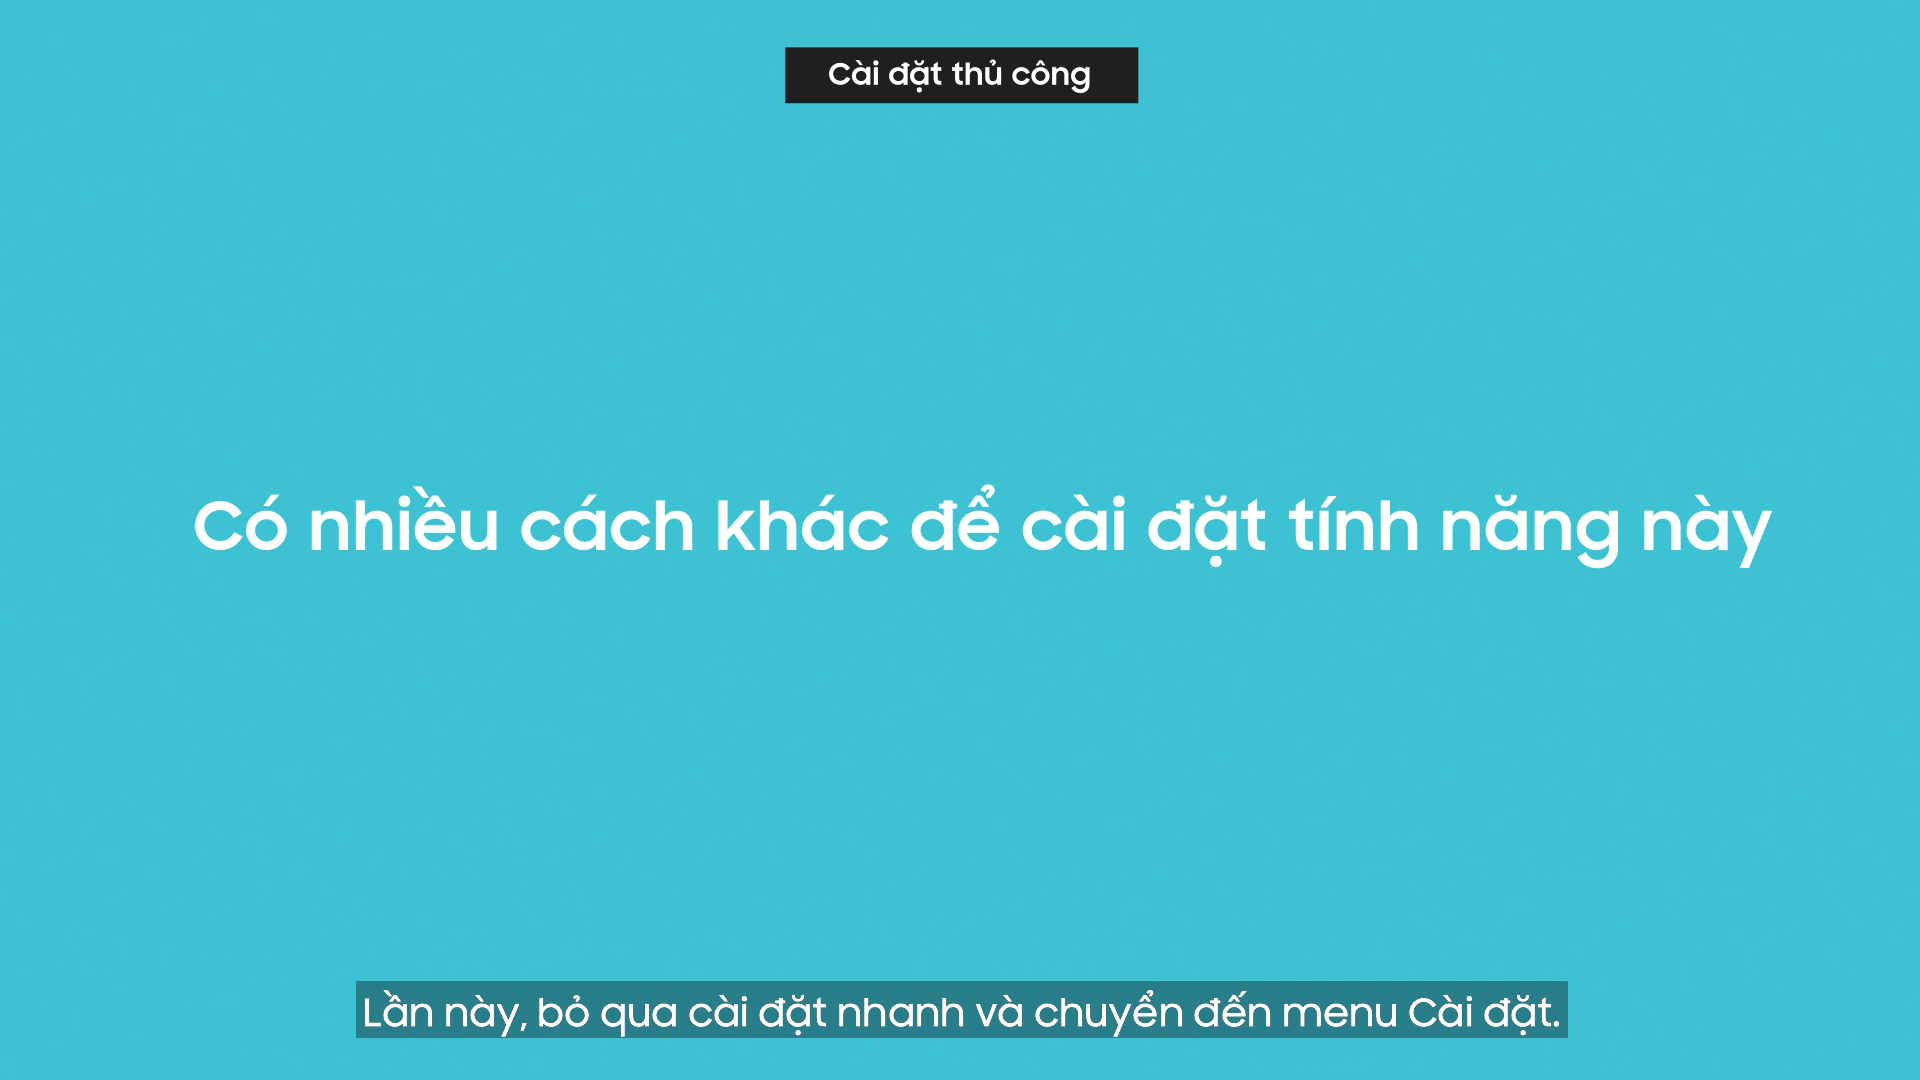 Cài đặt thủ công
Có nhiều cách khác để cài đặt tính năng này
Lần này, bỏ qua cài đặt nhanh và chuyển đến menu Cài đặt.